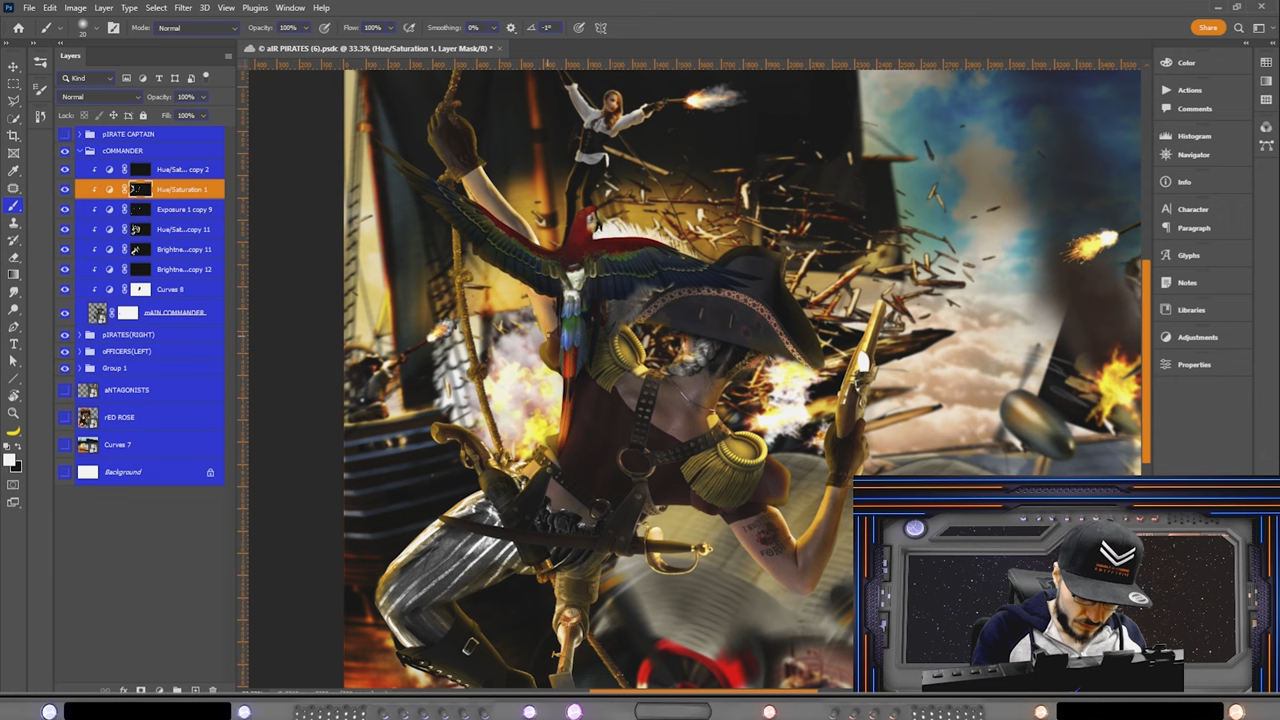 Ps File Edit Image Layer Type Select Filter 3D View Plugins Window Help
20 Mode: Normal Opacity: 100% Flow: 100% Smoothing: 0% -1° Share
Layers
© aIR PIRATES (6).psdc @ 33.3% (Hue/Saturation 1, Layer Mask/8) *
Kind
Normal Opacity: 100%
Lock: Fill: 100%
pIRATE CAPTAIN
cOMMANDER
Hue/Sat... copy 2
Hue/Saturation 1
Exposure 1 copy 9
Hue/Sat...copy 11
Brightne...copy 11
Brightne...copy 12
Curves 8
mAIN COMMANDER
pIRATES(RIGHT)
oFFICERS(LEFT)
Group 1
aNTAGONISTS
rED ROSE
Curves 7
Background
Color
Actions
Comments
Histogram
Navigator
Info
Character
Paragraph
Glyphs
Notes
Libraries
Adjustments
Properties